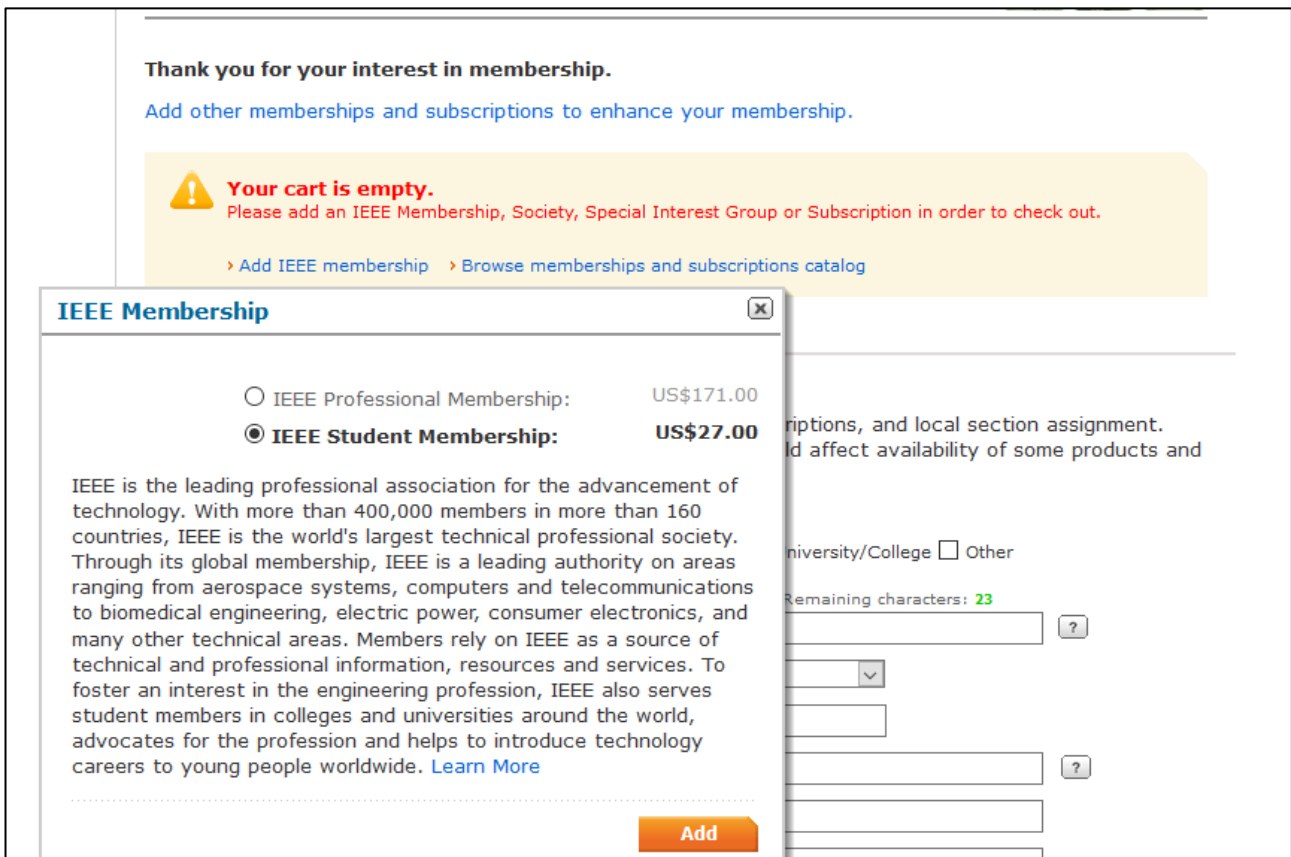 Thank you for your interest in membership.
Add other memberships and subscriptions to enhance your membership.
Your cart is empty.
Please add an IEEE Membership, Society, Special Interest Group or Subscription in order to check out.
› Add IEEE membership › Browse memberships and subscriptions catalog
IEEE Membership
IEEE Professional Membership: US$171.00
IEEE Student Membership: US$27.00
IEEE is the leading professional association for the advancement of
technology. With more than 400,000 members in more than 160
countries, IEEE is the world's largest technical professional society.
Through its global membership, IEEE is a leading authority on areas
ranging from aerospace systems, computers and telecommunications
to biomedical engineering, electric power, consumer electronics, and
many other technical areas. Members rely on IEEE as a source of
technical and professional information, resources and services. To
foster an interest in the engineering profession, IEEE also serves
student members in colleges and universities around the world,
advocates for the profession and helps to introduce technology
careers to young people worldwide. Learn More
Add
riptions, and local section assignment.
ld affect availability of some products and
niversity/College Other
Remaining characters: 23
?
?